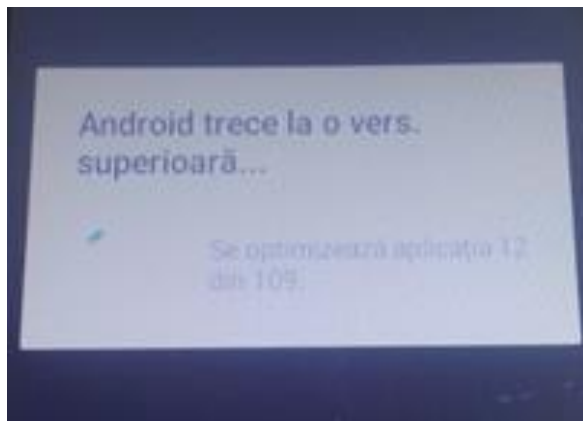 Android trece la o vers.
superioară...
Se optimizează aplicația 12
din 109.